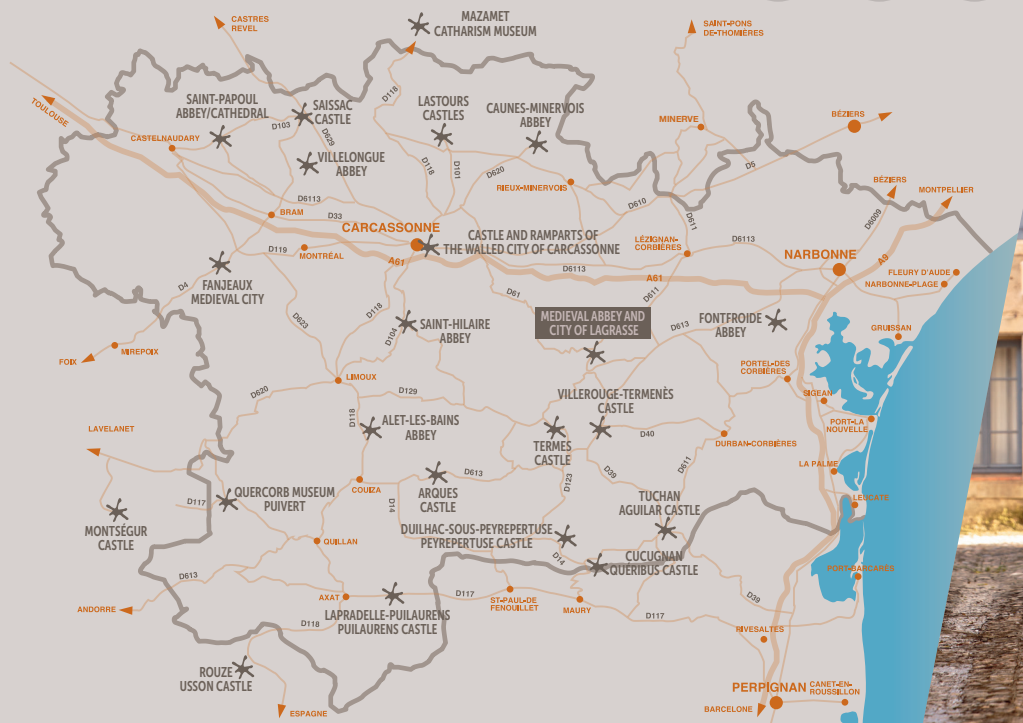 MAZAMET
CATHARISM MUSEUM
CASTRES
REVEL
SAINT-PONS
DE-THOMIÈRES
TOULOUSE
SAINT-PAPOUL
ABBEY/CATHEDRAL
SAISSAC
CASTLE
D118
LASTOURS
CASTLES
CAUNES-MINERVOIS
ABBEY
MINERVE
BÉZIERS
D103
D629
CASTELNAUDARY
VILLELONGUE
ABBEY
D118
D101
D620
D5
RIEUX-MINERVOIS
BÉZIERS
MONTPELLIER
D6113
D610
BRAM
D33
CARCASSONNE
D611
D6009
CASTLE AND RAMPARTS OF
THE WALLED CITY OF CARCASSONNE
LÉZIGNAN-
CORBIÈRES
D6113
NARBONNE
D119
MONTRÉAL
A61
D6113
A61
A9
FLEURY D'AUDE
NARBONNE-PLAGE
FANJEAUX
MEDIEVAL CITY
D4
D61
D611
D118
D623
D104
SAINT-HILAIRE
ABBEY
MEDIEVAL ABBEY AND
CITY OF LAGRASSE
D613
FONTFROIDE
ABBEY
GRUISSAN
FOIX
MIREPOIX
LIMOUX
PORTEL-DES
CORBIÈRES
D620
D129
SIGEAN
VILLEROUGE-TERMENÈS
CASTLE
D118
ALET-LES-BAINS
ABBEY
PORT-LA
NOUVELLE
LAVELANET
TERMES
CASTLE
D40
DURBAN-CORBIÈRES
LA PALME
D613
D39
D611
COUIZA
ARQUES
CASTLE
D123
QUERCORB MUSEUM
PUIVERT
D117
D14
TUCHAN
AGUILAR CASTLE
LEUCATE
MONTSÉGUR
CASTLE
QUILLAN
DUILHAC-SOUS-PEYREPERTUSE
PEYREPERTUSE CASTLE
D14
CUCUGNAN
QUÉRIBUS CASTLE
PORT-BARCARÈS
D613
ANDORRE
AXAT
LAPRADELLE-PUILAURENS
PUILAURENS CASTLE
D117
ST-PAUL-DE
FENOUILLET
MAURY
D117
D39
D118
RIVESALTES
ROUZE
USSON CASTLE
PERPIGNAN
CANET-EN-
ROUSSILLON
BARCELONE
ESPAGNE